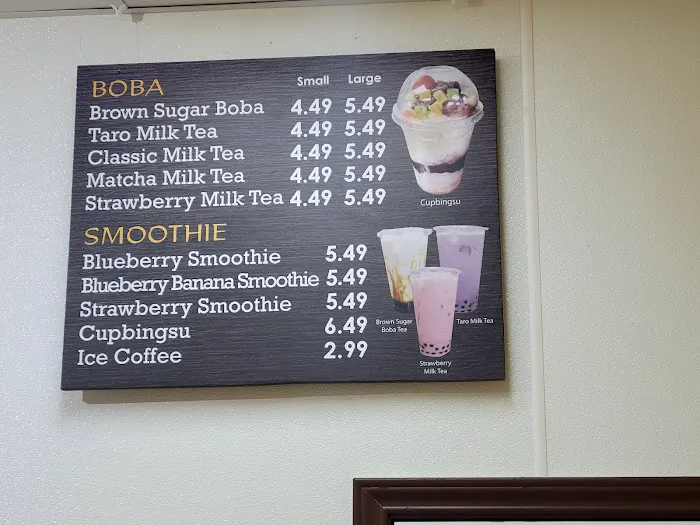 BOBA Small Large
Brown Sugar Boba 4.49 5.49
Taro Milk Tea 4.49 5.49
Classic Milk Tea 4.49 5.49
Matcha Milk Tea 4.49 5.49
Strawberry Milk Tea 4.49 5.49
Cupbingsu
SMOOTHIE
Blueberry Smoothie 5.49
Blueberry Banana Smoothie 5.49
Strawberry Smoothie 5.49
Cupbingsu 6.49
Ice Coffee 2.99
Brown Sugar
Boba Tea
Taro Milk Tea
Strawberry
Milk Tea